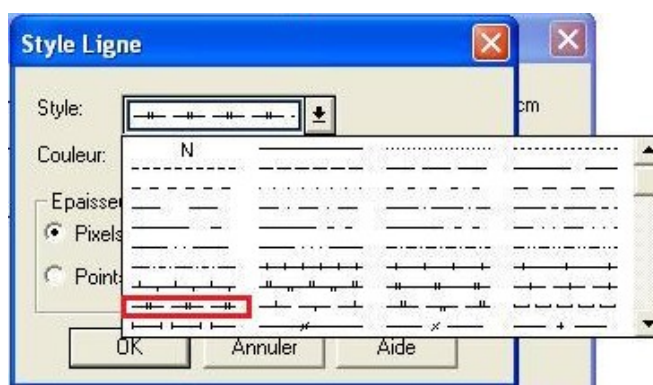 Style Ligne
Style:
cm
Couleur:
N
Epaisseu
Pixels
Points
OK
Annuler
Aide